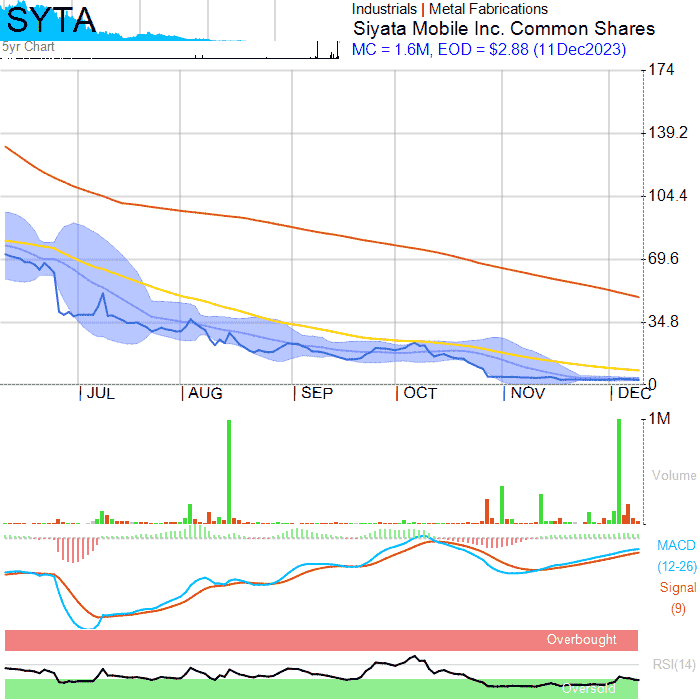 SYTA
5yr Chart
Industrials | Metal Fabrications
Siyata Mobile Inc. Common Shares
MC = 1.6M, EOD = $2.88 (11Dec2023)
174
139.2
104.4
69.6
34.8
0
JUL AUG SEP OCT NOV DEC
1M
Volume
MACD
(12-26)
Signal
(9)
Overbought
RSI(14)
Oversold